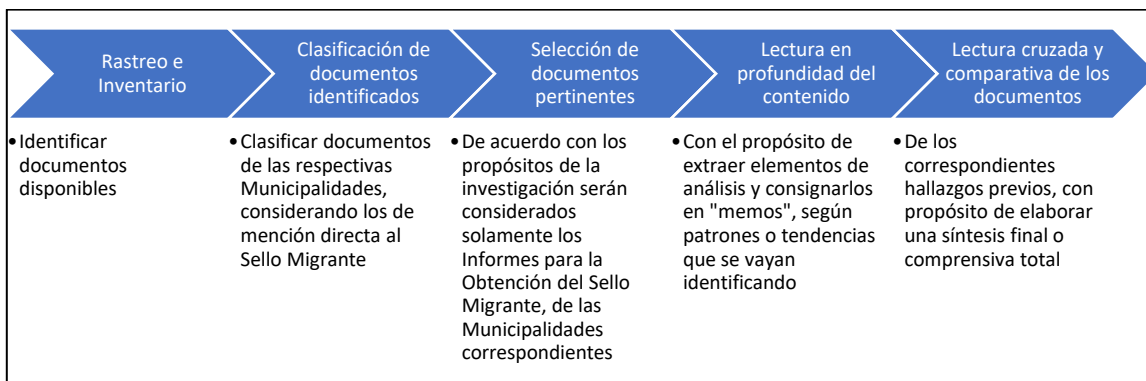 Rastreo e
Inventario
•Identificar
documentos
disponibles
Clasificación de
documentos
identificados
•Clasificar documentos
de las respectivas
Municipalidades,
considerando los de
mención directa al
Sello Migrante
Selección de
documentos
pertinentes
•De acuerdo con los
propósitos de la
investigación serán
considerados
solamente los
Informes para la
Obtención del Sello
Migrante, de las
Municipalidades
correspondientes
Lectura en
profundidad del
contenido
•Con el propósito de
extraer elementos de
análisis y consignarlos
en "memos", según
patrones o tendencias
que se vayan
identificando
Lectura cruzada y
comparativa de los
documentos
•De los
correspondientes
hallazgos previos, con
propósito de elaborar
una síntesis final o
comprensiva total